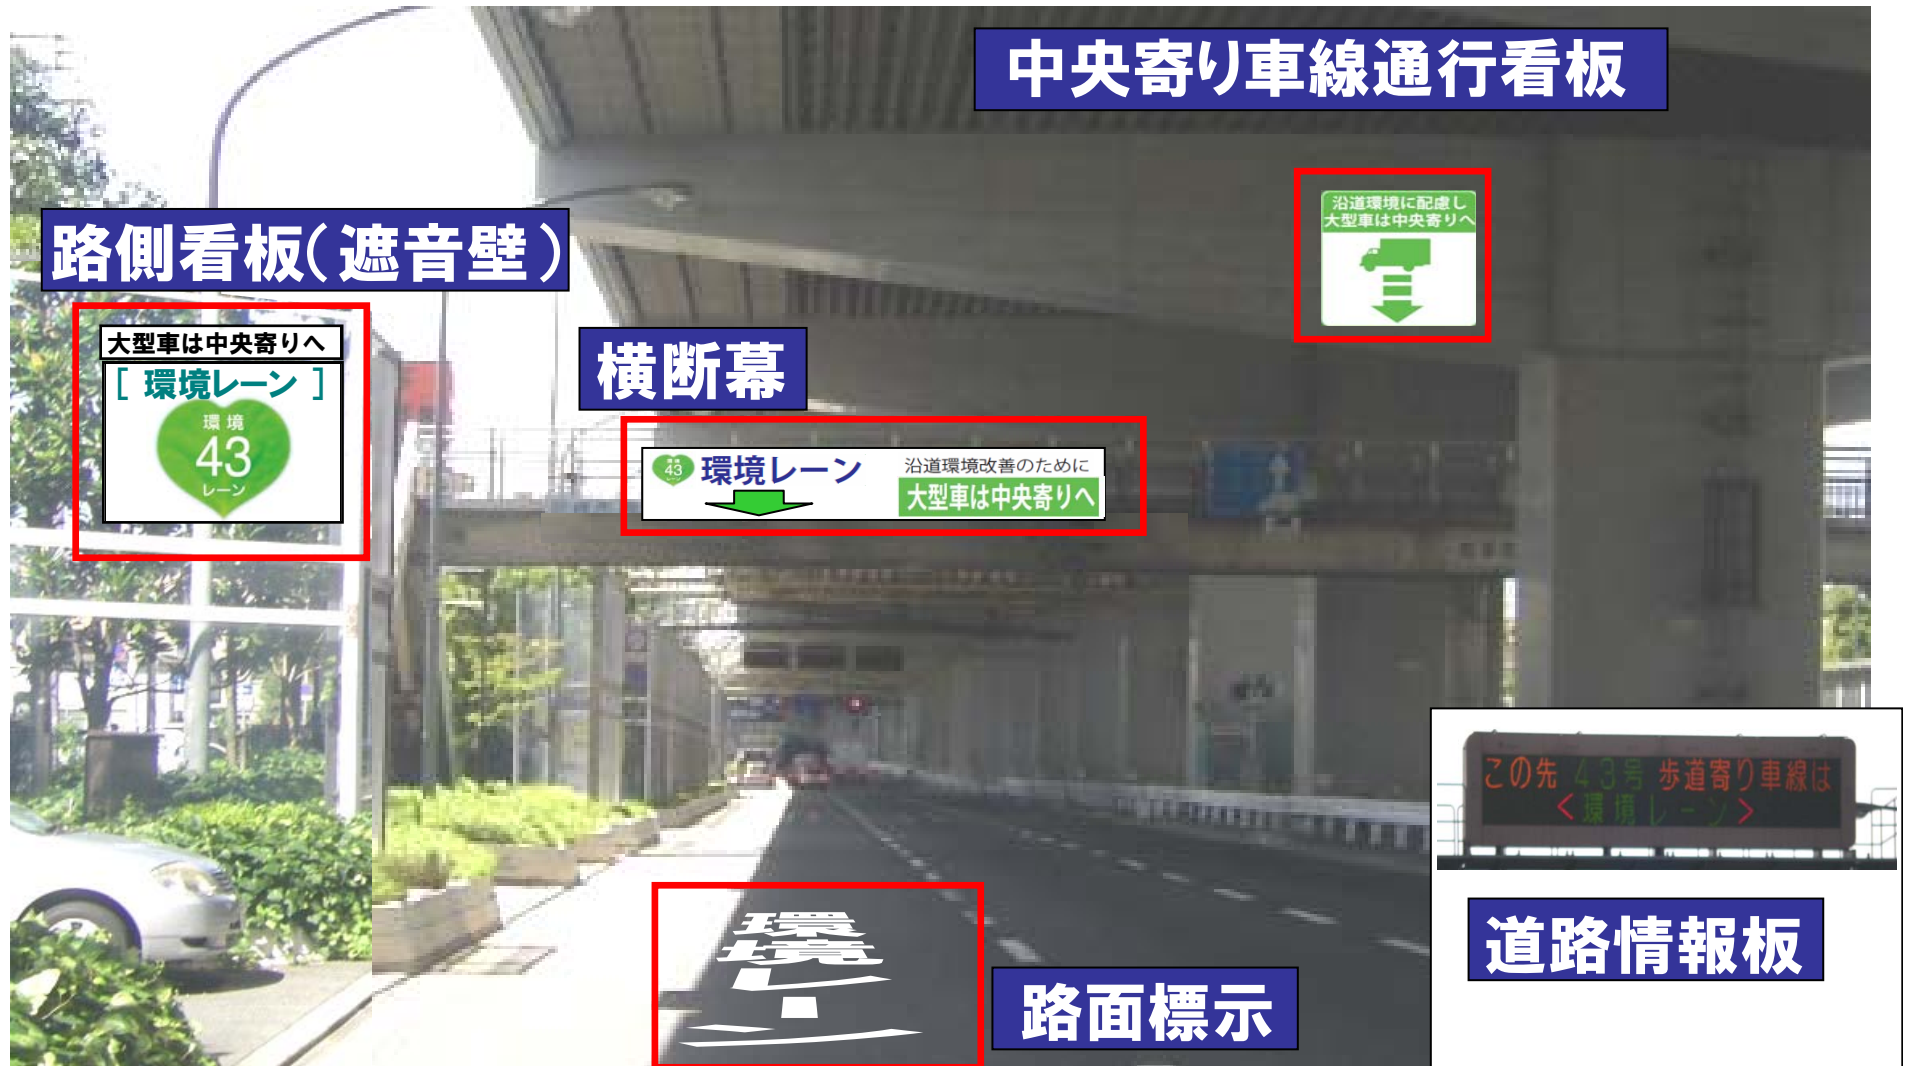 中央寄り車線通行看板
沿道環境に配慮し
大型車は中央寄りへ
路側看板(遮音壁)
大型車は中央寄りへ
[ 環境レーン ]
環境
43
レーン
横断幕
環境
43
レーン
環境レーン
沿道環境改善のために
大型車は中央寄りへ
この先 43号 歩道寄り車線は
<環境レーン>
道路情報板
環境レーン
路面標示